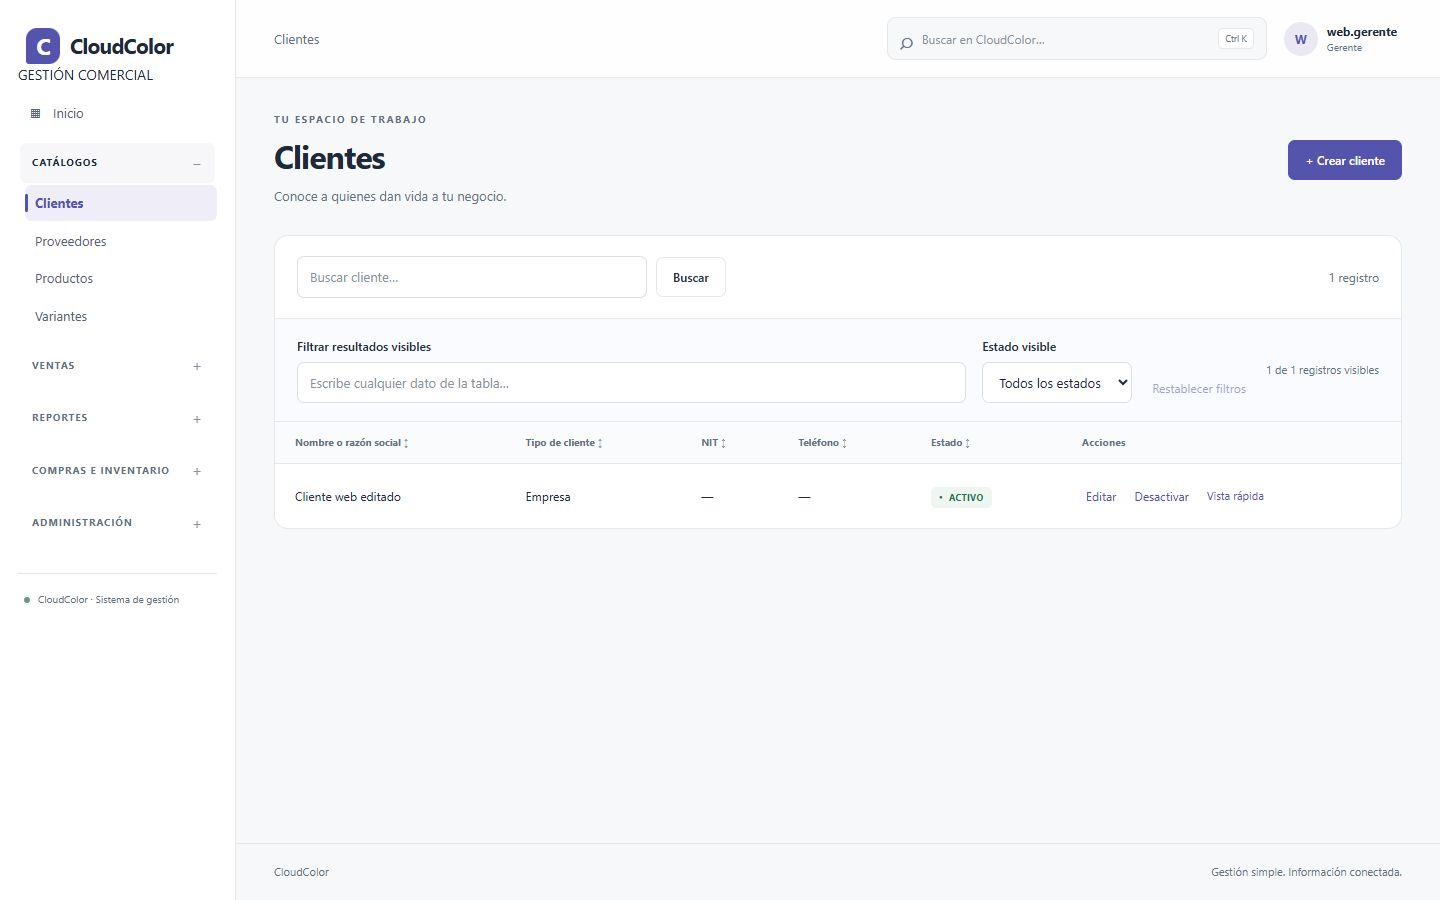 C CloudColor
GESTIÓN COMERCIAL
Inicio
CATÁLOGOS –
Clientes
Proveedores
Productos
Variantes
VENTAS +
REPORTES +
COMPRAS E INVENTARIO +
ADMINISTRACIÓN +
CloudColor · Sistema de gestión
Clientes
Buscar en CloudColor... Ctrl K
W web.gerente
Gerente
TU ESPACIO DE TRABAJO
Clientes
Conoce a quienes dan vida a tu negocio.
+ Crear cliente
Buscar cliente... Buscar 1 registro
Filtrar resultados visibles Estado visible
Escribe cualquier dato de la tabla... Todos los estados Restablecer filtros 1 de 1 registros visibles
Nombre o razón social ↕ Tipo de cliente ↕ NIT ↕ Teléfono ↕ Estado ↕ Acciones
Cliente web editado Empresa — — • ACTIVO Editar Desactivar Vista rápida
CloudColor Gestión simple. Información conectada.